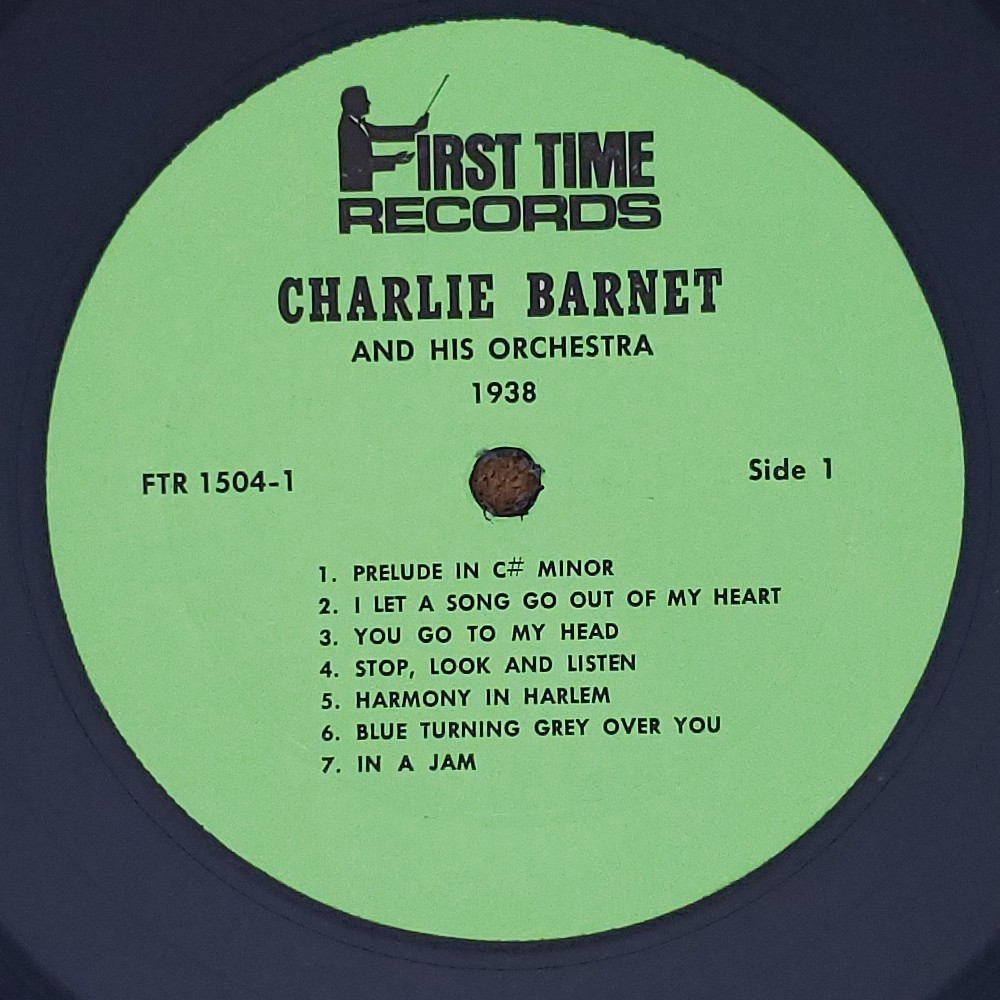 FIRST TIME
RECORDS
CHARLIE BARNET
AND HIS ORCHESTRA
1938
FTR 1504-1
Side 1
1. PRELUDE IN C# MINOR
2. I LET A SONG GO OUT OF MY HEART
3. YOU GO TO MY HEAD
4. STOP, LOOK AND LISTEN
5. HARMONY IN HARLEM
6. BLUE TURNING GREY OVER YOU
7. IN A JAM